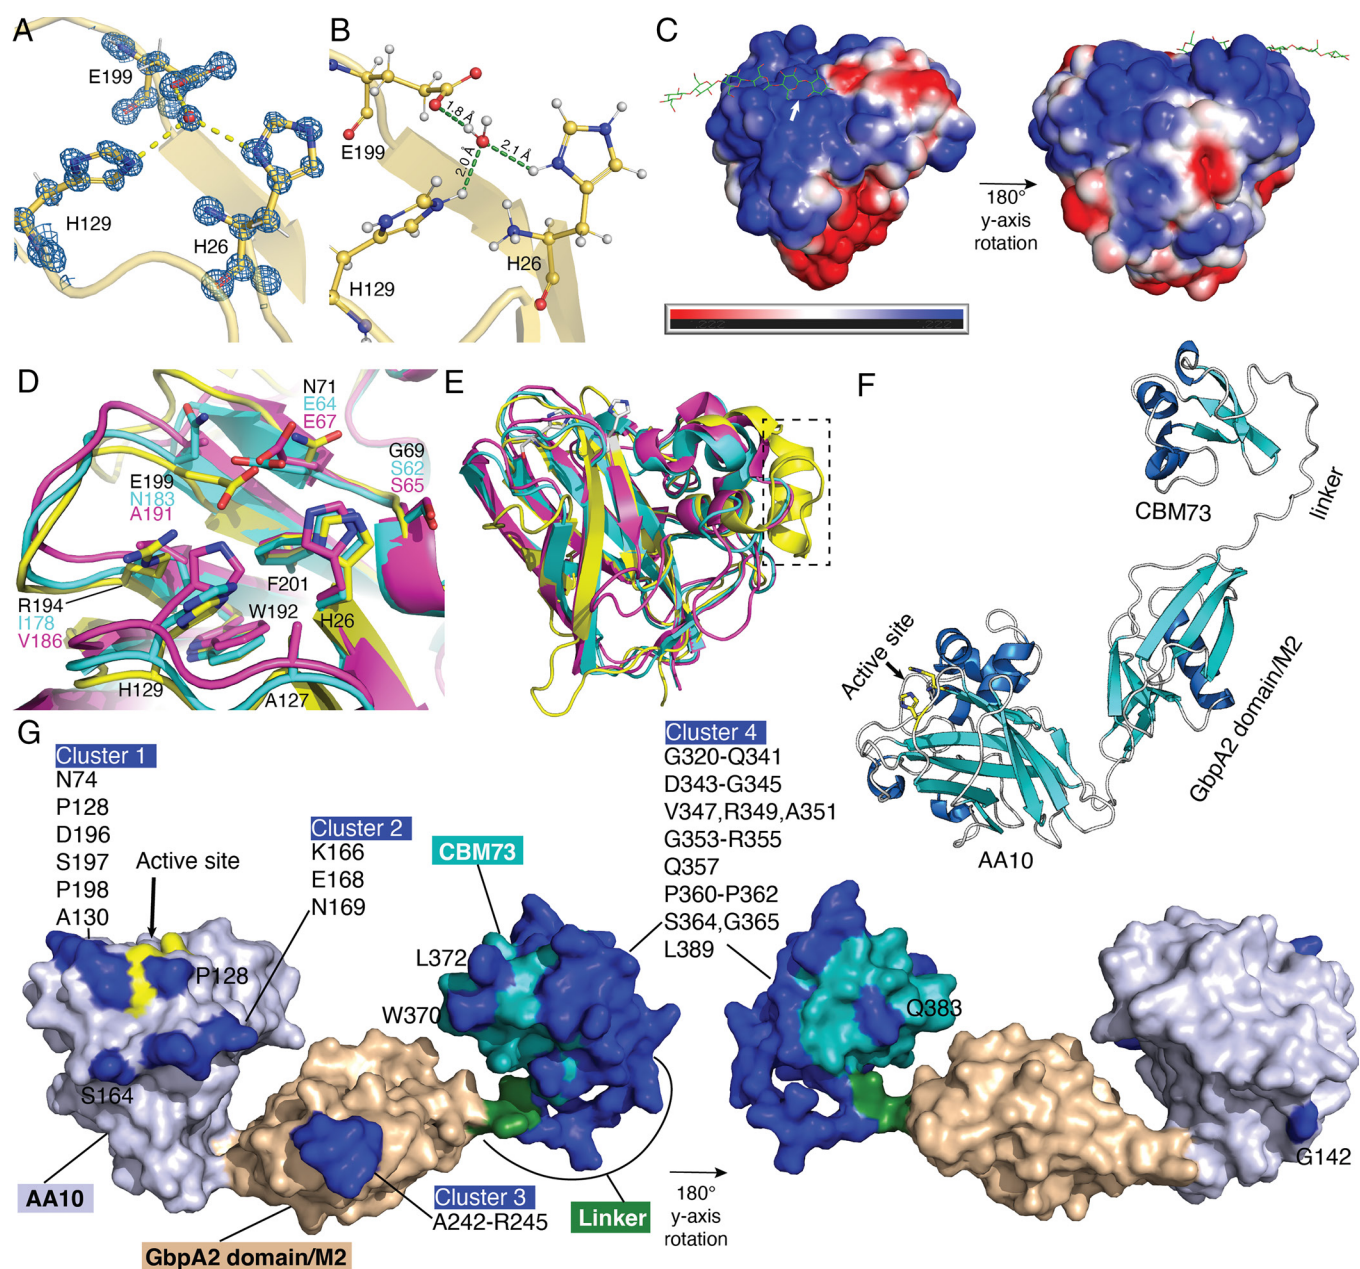 A
E199
H129
H26
B
E199
1.8 Å
2.1 Å
2.0 Å
H26
H129
C
180°
y-axis
rotation
D
N71
E64
E67
G69
S62
S65
E199
N183
A191
R194
I178
V186
F201
W192
H26
H129
A127
E
F
CBM73
linker
Active site
GbpA2 domain/M2
AA10
G
Cluster 1
N74
P128
D196
S197
P198
A130
Active site
Cluster 2
K166
E168
N169
P128
S164
AA10
GbpA2 domain/M2
Cluster 3
A242-R245
CBM73
L372
W370
Linker
Cluster 4
G320-Q341
D343-G345
V347,R349,A351
G353-R355
Q357
P360-P362
S364,G365
L389
180°
y-axis
rotation
Q383
G142